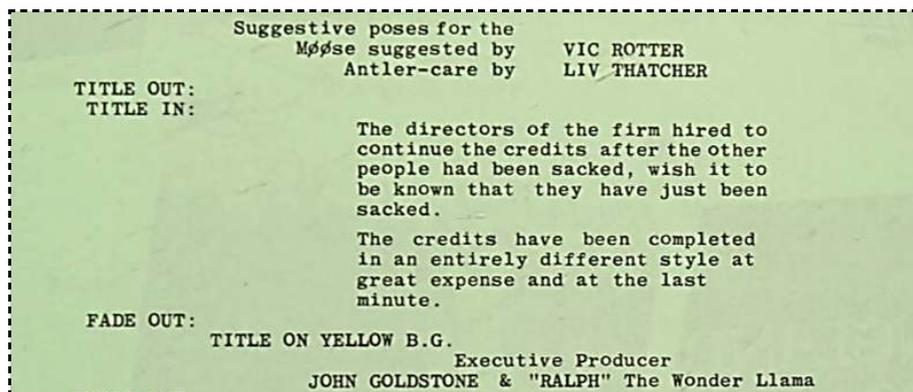 Suggestive poses for the
Møøse suggested by VIC ROTTER
Antler-care by LIV THATCHER
TITLE OUT:
TITLE IN:
The directors of the firm hired to
continue the credits after the other
people had been sacked, wish it to
be known that they have just been
sacked.
The credits have been completed
in an entirely different style at
great expense and at the last
minute.
FADE OUT:
TITLE ON YELLOW B.G.
Executive Producer
JOHN GOLDSTONE & "RALPH" The Wonder Llama